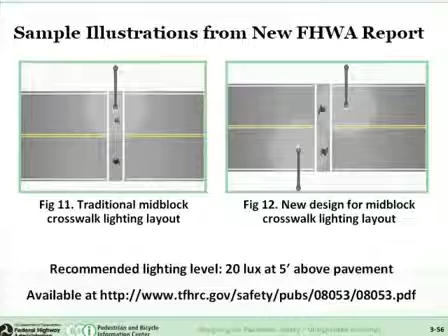 Sample Illustrations from New FHWA Report
Fig 11. Traditional midblock
crosswalk lighting layout
Fig 12. New design for midblock
crosswalk lighting layout
Recommended lighting level: 20 lux at 5′ above pavement
Available at http://www.tfhrc.gov/safety/pubs/08053/08053.pdf
Federal Highway
Administration
Pedestrian and Bicycle
Information Center
3-56